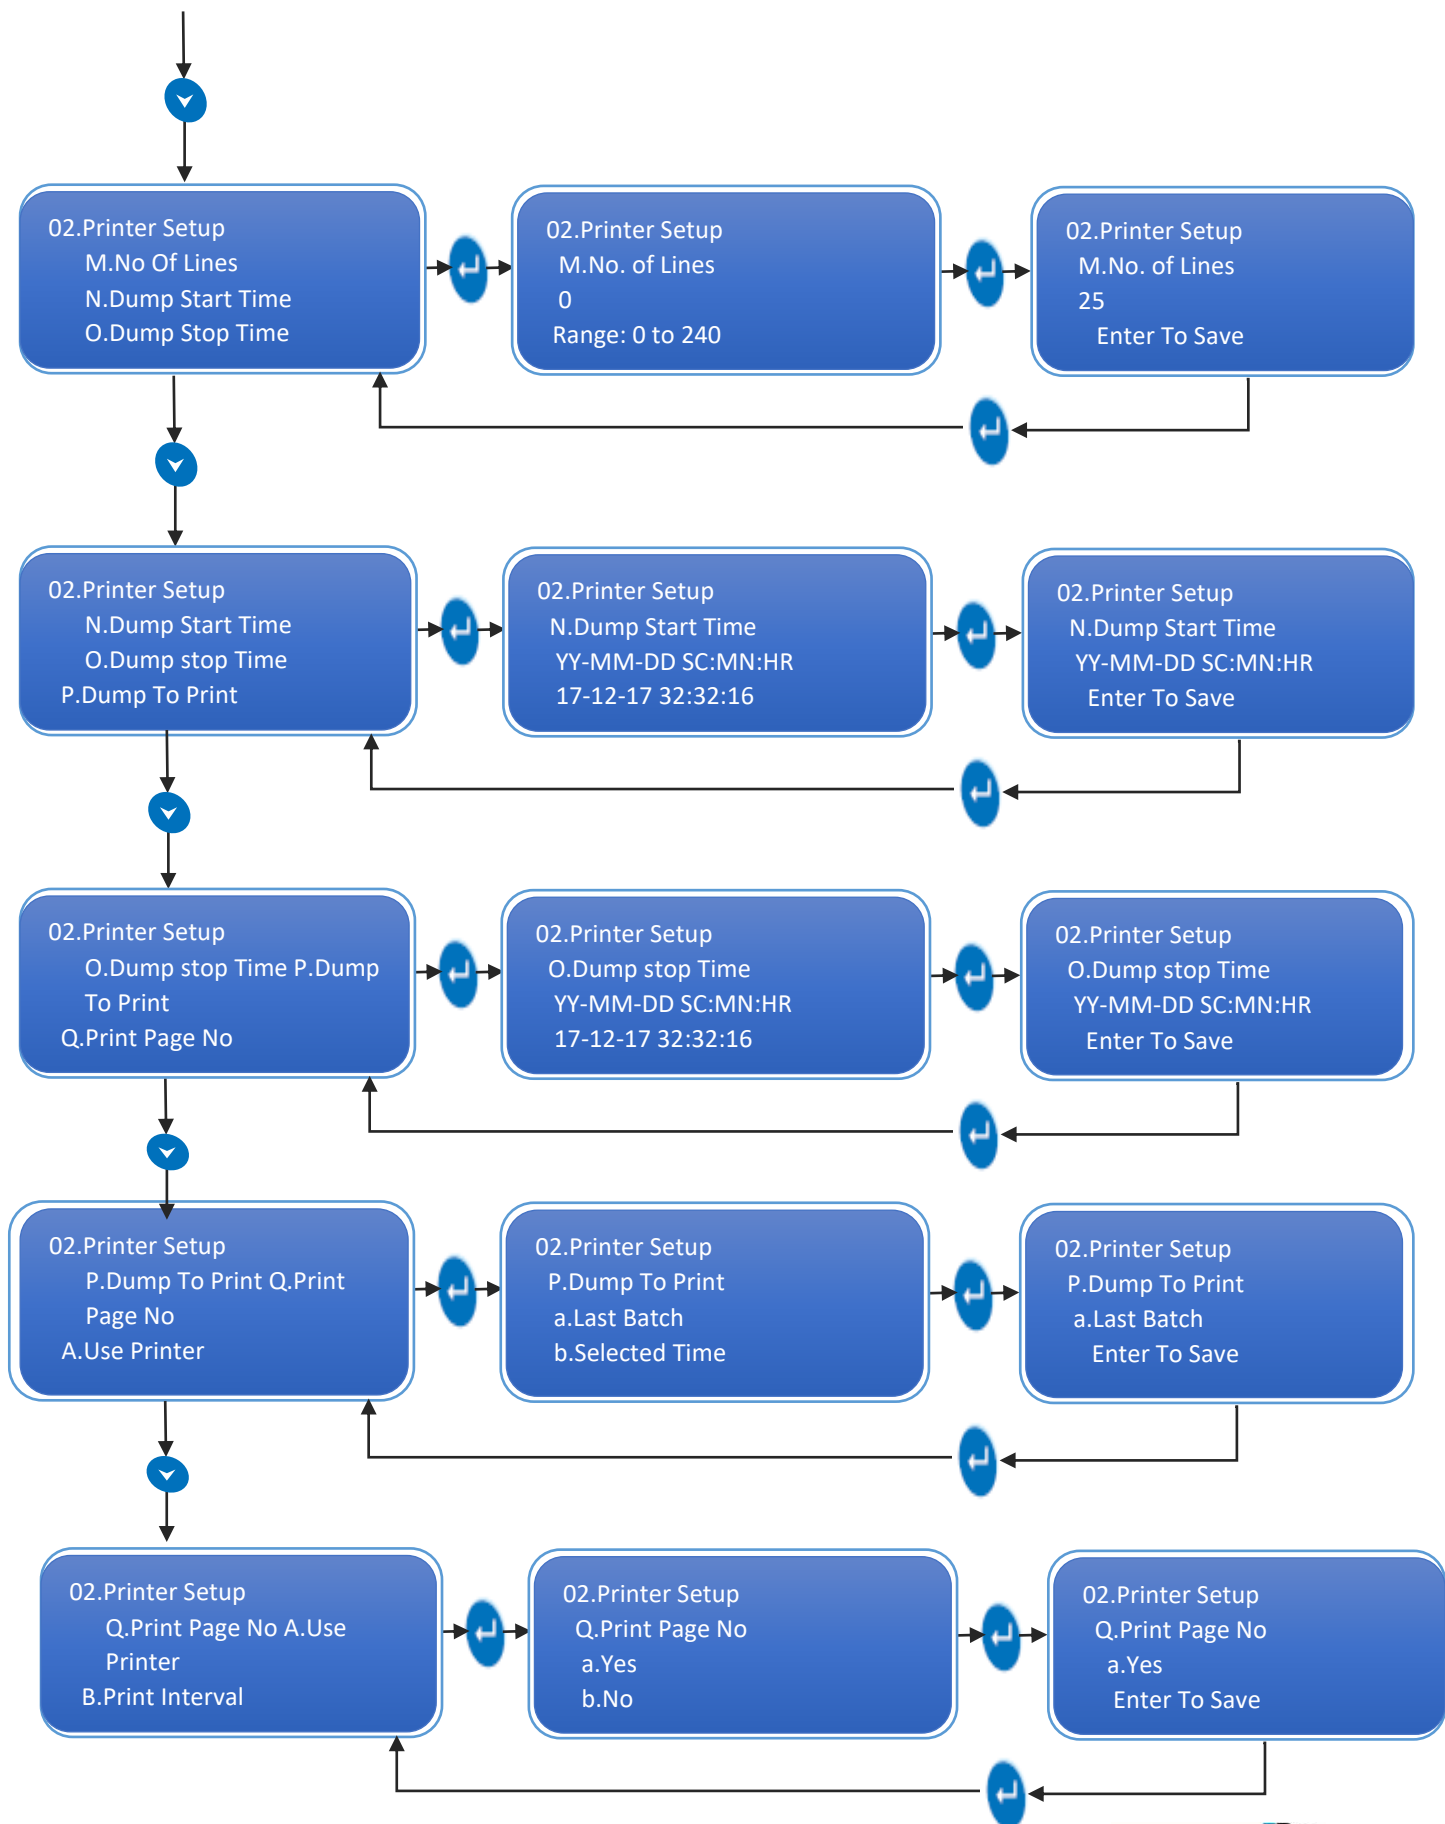 02.Printer Setup
M.No Of Lines
N.Dump Start Time
O.Dump Stop Time
02.Printer Setup
M.No. of Lines
0
Range: 0 to 240
02.Printer Setup
M.No. of Lines
25
Enter To Save
02.Printer Setup
N.Dump Start Time
O.Dump stop Time
P.Dump To Print
02.Printer Setup
N.Dump Start Time
YY-MM-DD SC:MN:HR
17-12-17 32:32:16
02.Printer Setup
N.Dump Start Time
YY-MM-DD SC:MN:HR
Enter To Save
02.Printer Setup
O.Dump stop Time P.Dump
To Print
Q.Print Page No
02.Printer Setup
O.Dump stop Time
YY-MM-DD SC:MN:HR
17-12-17 32:32:16
02.Printer Setup
O.Dump stop Time
YY-MM-DD SC:MN:HR
Enter To Save
02.Printer Setup
P.Dump To Print Q.Print
Page No
A.Use Printer
02.Printer Setup
P.Dump To Print
a.Last Batch
b.Selected Time
02.Printer Setup
P.Dump To Print
a.Last Batch
Enter To Save
02.Printer Setup
Q.Print Page No A.Use
Printer
B.Print Interval
02.Printer Setup
Q.Print Page No
a.Yes
b.No
02.Printer Setup
Q.Print Page No
a.Yes
Enter To Save